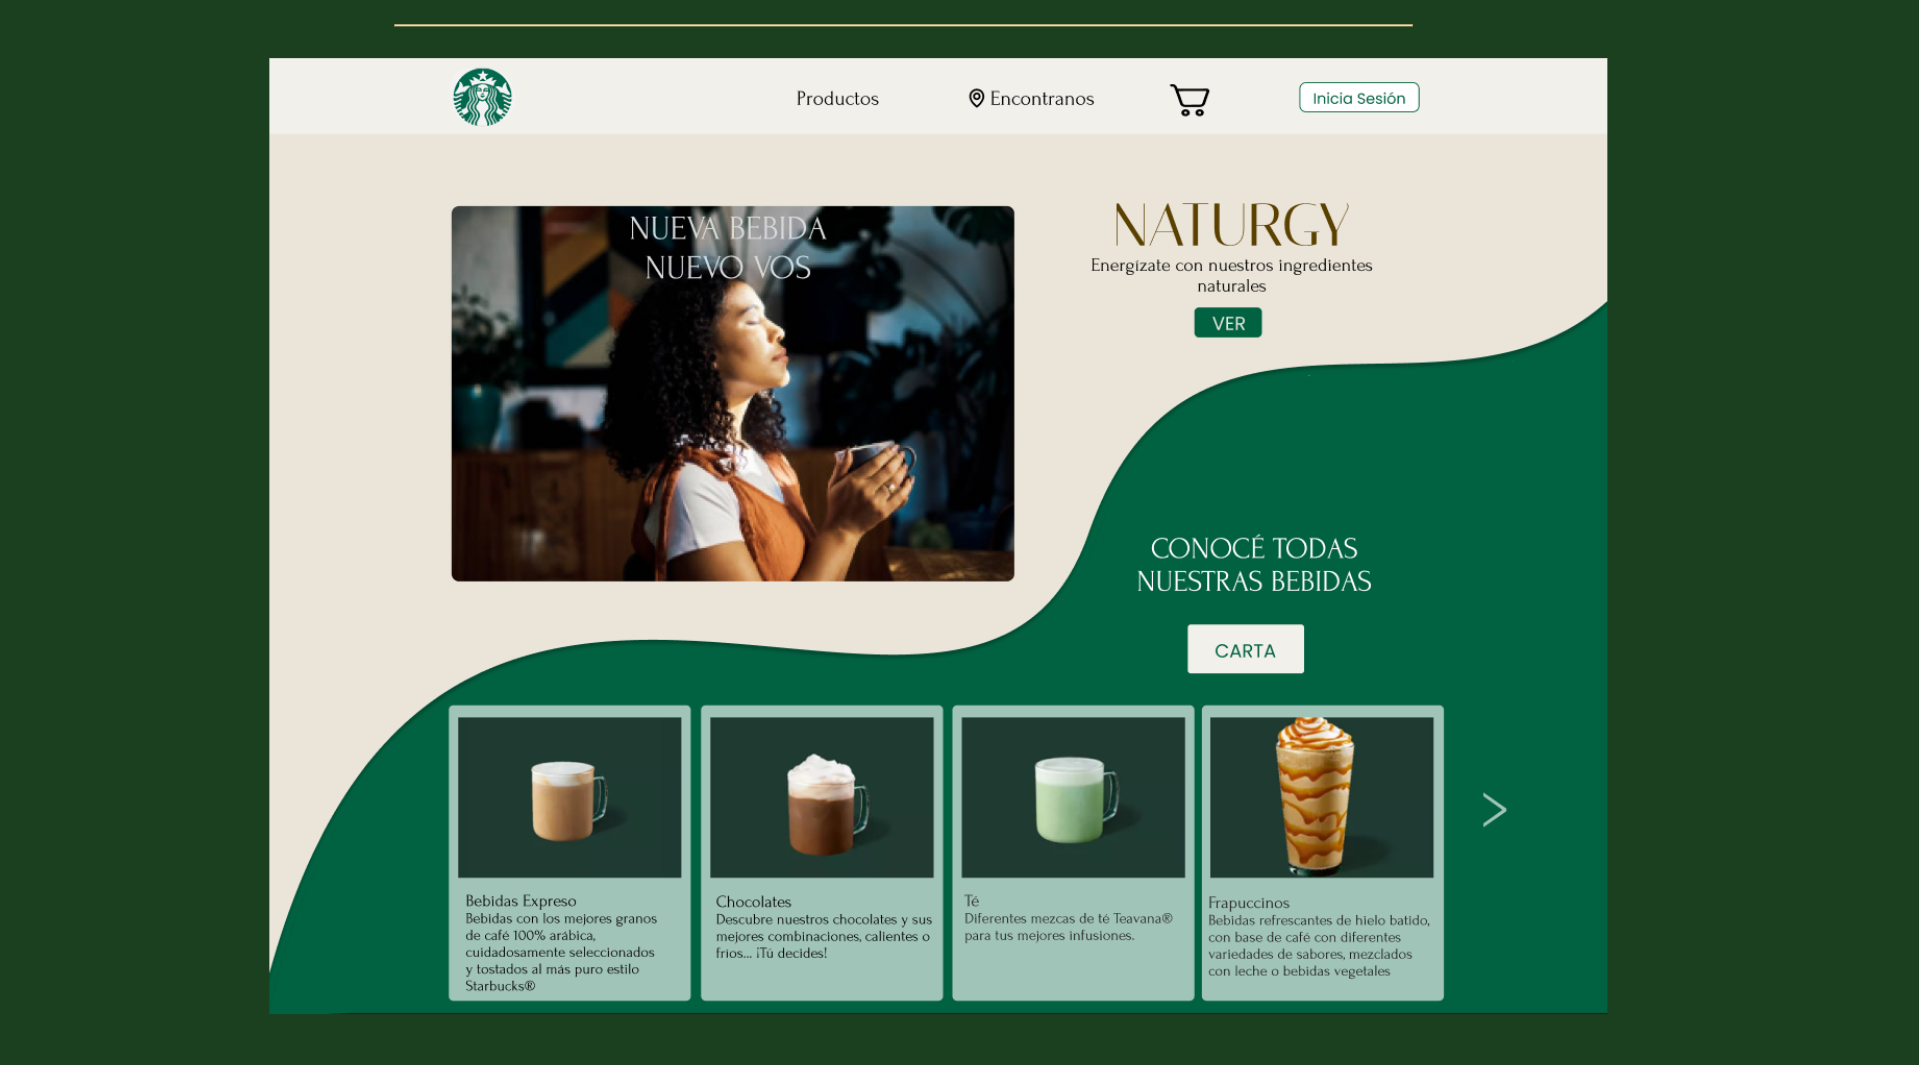 Productos
Encontranos
Inicia Sesión
NUEVA BEBIDA
NUEVO VOS
NATURGY
Energízate con nuestros ingredientes
naturales
VER
CONOCÉ TODAS
NUESTRAS BEBIDAS
CARTA
Bebidas Expreso
Bebidas con los mejores granos
de café 100% arábica,
cuidadosamente seleccionados
y tostados al más puro estilo
Starbucks®
Chocolates
Descubre nuestros chocolates y sus
mejores combinaciones, calientes o
fríos... ¡Tú decides!
Té
Diferentes mezcas de té Teavana®
para tus mejores infusiones.
Frapuccinos
Bebidas refrescantes de hielo batido,
con base de café con diferentes
variedades de sabores, mezclados
con leche o bebidas vegetales